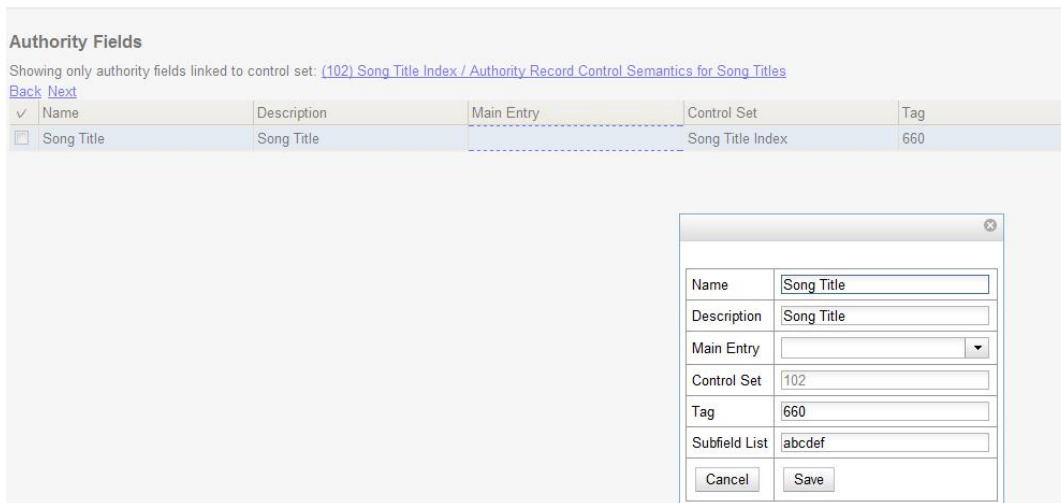 Authority Fields
Showing only authority fields linked to control set: (102) Song Title Index / Authority Record Control Semantics for Song Titles
Back Next
✓ Name Description Main Entry Control Set Tag
Song Title Song Title Song Title Index 660
Name Song Title
Description Song Title
Main Entry
Control Set 102
Tag 660
Subfield List abcdef
Cancel Save